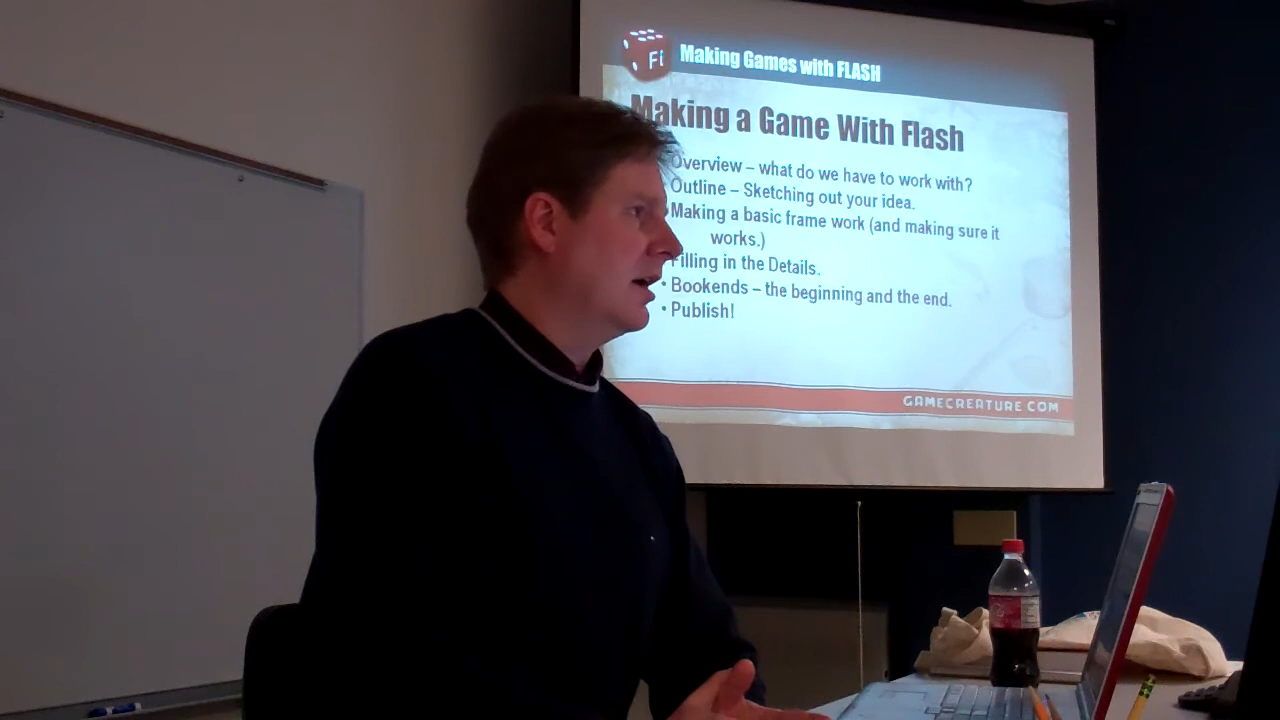 Fl
Making Games with FLASH
Making a Game With Flash
Overview – what do we have to work with?
Outline – Sketching out your idea.
Making a basic frame work (and making sure it
works.)
Filling in the Details.
• Bookends – the beginning and the end.
• Publish!
GAMECREATURE.COM